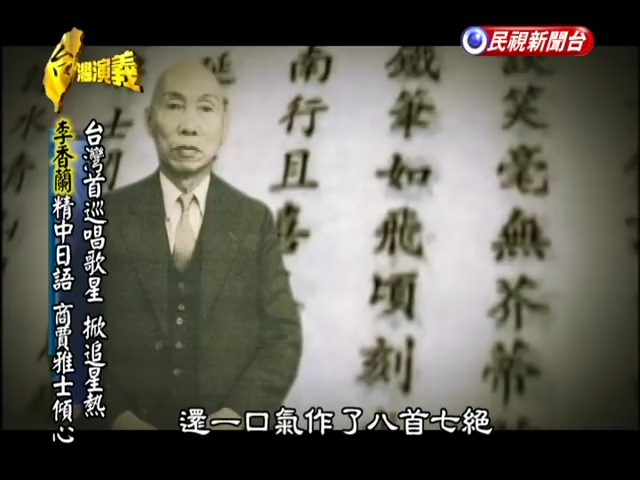 台灣演義
民視新聞台
台灣首巡唱歌星 掀追星熱
李香蘭精中日語 商賈雅士傾心
笑毫無芥蒂
鐵筆如飛頃刻
南行且喜
士
水
還一口氣作了八首七絕